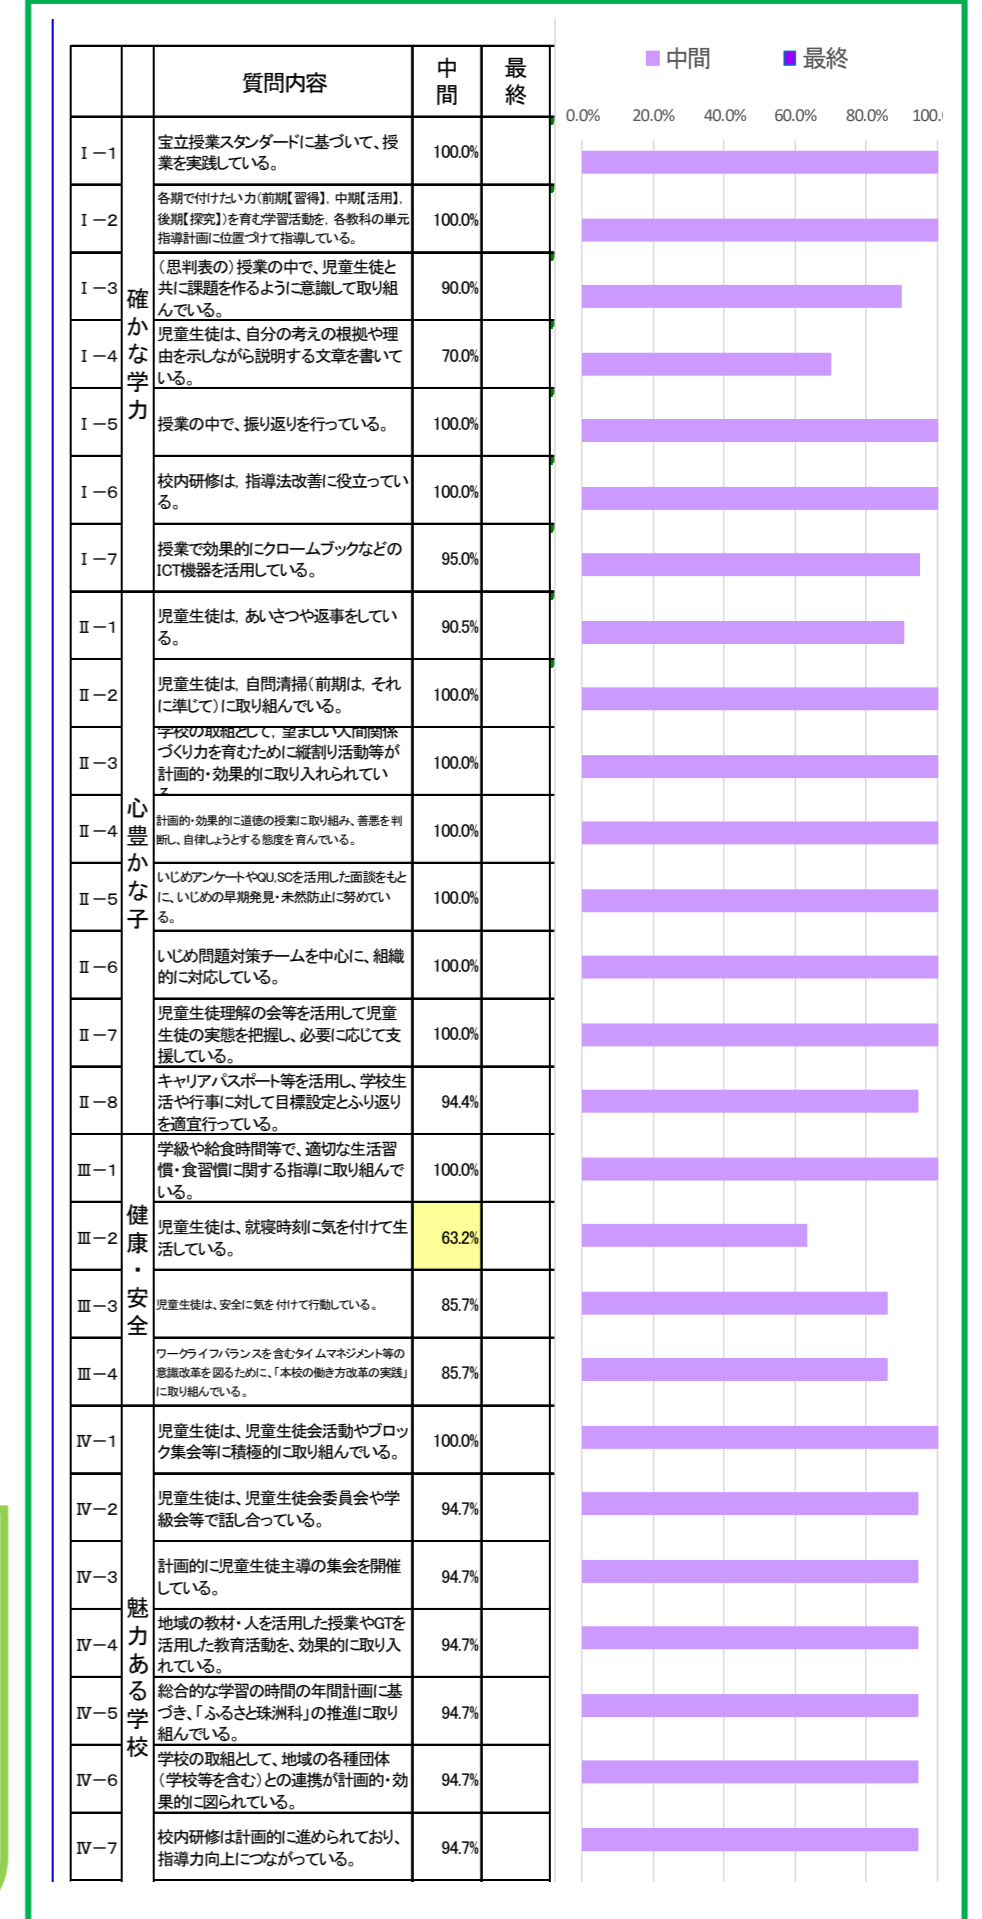 質問内容
中間
最終
中間
最終
0.0% 20.0% 40.0% 60.0% 80.0% 100.
確かな学力
Ⅰ－1
宝立授業スタンダードに基づいて、授
業を実践している。
100.0%
Ⅰ－2
各期で付けたい力（前期【習得】，中期【活用】，
後期【探究】）を育む学習活動を，各教科の単元
指導計画に位置づけて指導している。
100.0%
Ⅰ－3
（思判表の）授業の中で、児童生徒と
共に課題を作るように意識して取り組
んでいる。
90.0%
Ⅰ－4
児童生徒は、自分の考えの根拠や理
由を示しながら説明する文章を書いて
いる。
70.0%
Ⅰ－5
授業の中で、振り返りを行っている。
100.0%
Ⅰ－6
校内研修は，指導法改善に役立ってい
る。
100.0%
Ⅰ－7
授業で効果的にクロームブックなどの
ICT機器を活用している。
95.0%
心豊かな子
Ⅱ－1
児童生徒は，あいさつや返事をしてい
る。
90.5%
Ⅱ－2
児童生徒は，自問清掃（前期は，それ
に準じて）に取り組んでいる。
100.0%
Ⅱ－3
学校の取組として，望ましい人間関係
づくり力を育むために縦割り活動等が
計画的・効果的に取り入れられてい
る
100.0%
Ⅱ－4
計画的・効果的に道徳の授業に取り組み、善悪を判
断し、自律しようとする態度を育んでいる。
100.0%
Ⅱ－5
いじめアンケートやQU,SCを活用した面談をもと
に、いじめの早期発見・未然防止に努めてい
る。
100.0%
Ⅱ－6
いじめ問題対策チームを中心に、組織
的に対応している。
100.0%
Ⅱ－7
児童生徒理解の会等を活用して児童
生徒の実態を把握し、必要に応じて支
援している。
100.0%
Ⅱ－8
キャリアパスポート等を活用し、学校生
活や行事に対して目標設定とふり返り
を適宜行っている。
94.4%
健康・安全
Ⅲ－1
学級や給食時間等で、適切な生活習
慣・食習慣に関する指導に取り組んで
いる。
100.0%
Ⅲ－2
児童生徒は、就寝時刻に気を付けて生
活している。
63.2%
Ⅲ－3
児童生徒は、安全に気を付けて行動している。
85.7%
Ⅲ－4
ワークライフバランスを含むタイムマネジメント等の
意識改革を図るために、「本校の働き方改革の実践」
に取り組んでいる。
85.7%
魅力ある学校
Ⅳ－1
児童生徒は、児童生徒会活動やブロッ
ク集会等に積極的に取り組んでいる。
100.0%
Ⅳ－2
児童生徒は、児童生徒会委員会や学
級会等で話し合っている。
94.7%
Ⅳ－3
計画的に児童生徒主導の集会を開催
している。
94.7%
Ⅳ－4
地域の教材・人を活用した授業やGTを
活用した教育活動を、効果的に取り入
れている。
94.7%
Ⅳ－5
総合的な学習の時間の年間計画に基
づき、「ふるさと珠洲科」の推進に取り
組んでいる。
94.7%
Ⅳ－6
学校の取組として、地域の各種団体
（学校等を含む）との連携が計画的・効
果的に図られている。
94.7%
Ⅳ－7
校内研修は計画的に進められており、
指導力向上につながっている。
94.7%